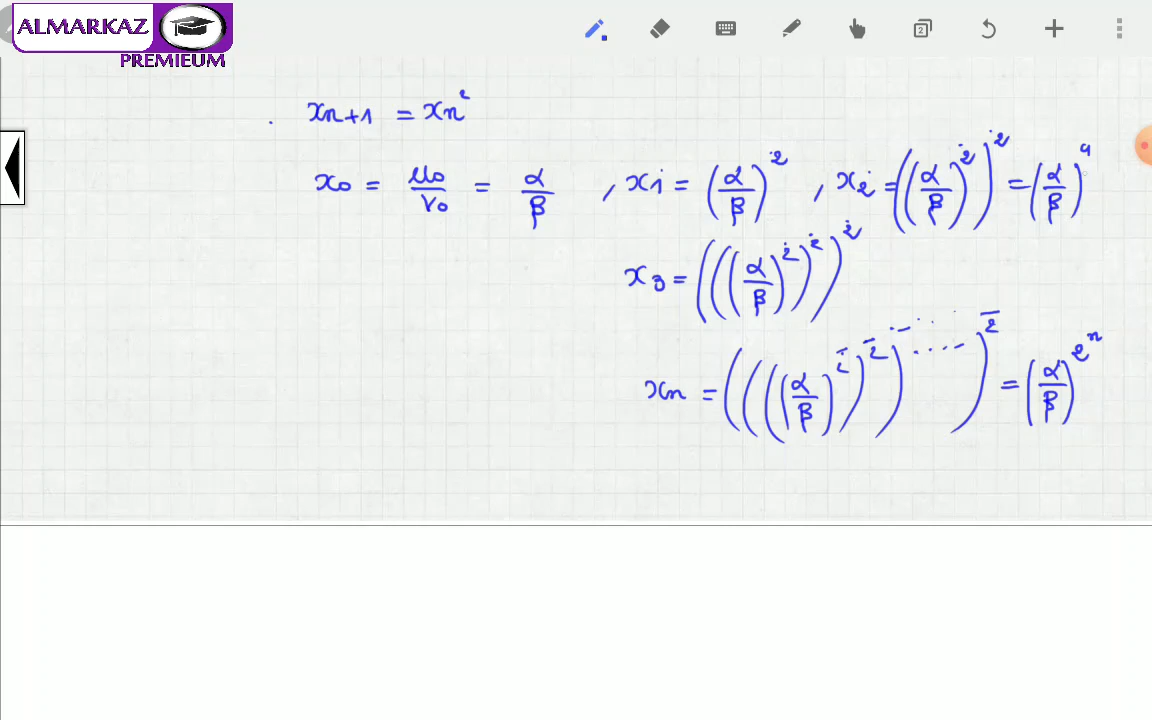 ALMARKAZ
PREMIEUM
2
xn+1 = xn²
x₀ = u₀/v₀ = α/β , x₁ = (α/β)² , x₂ = ((α/β)²)² = (α/β)⁴
x₃ = (((α/β)²)²)²
xn = ((((α/β)²)²).....)² = (α/β)^2^n